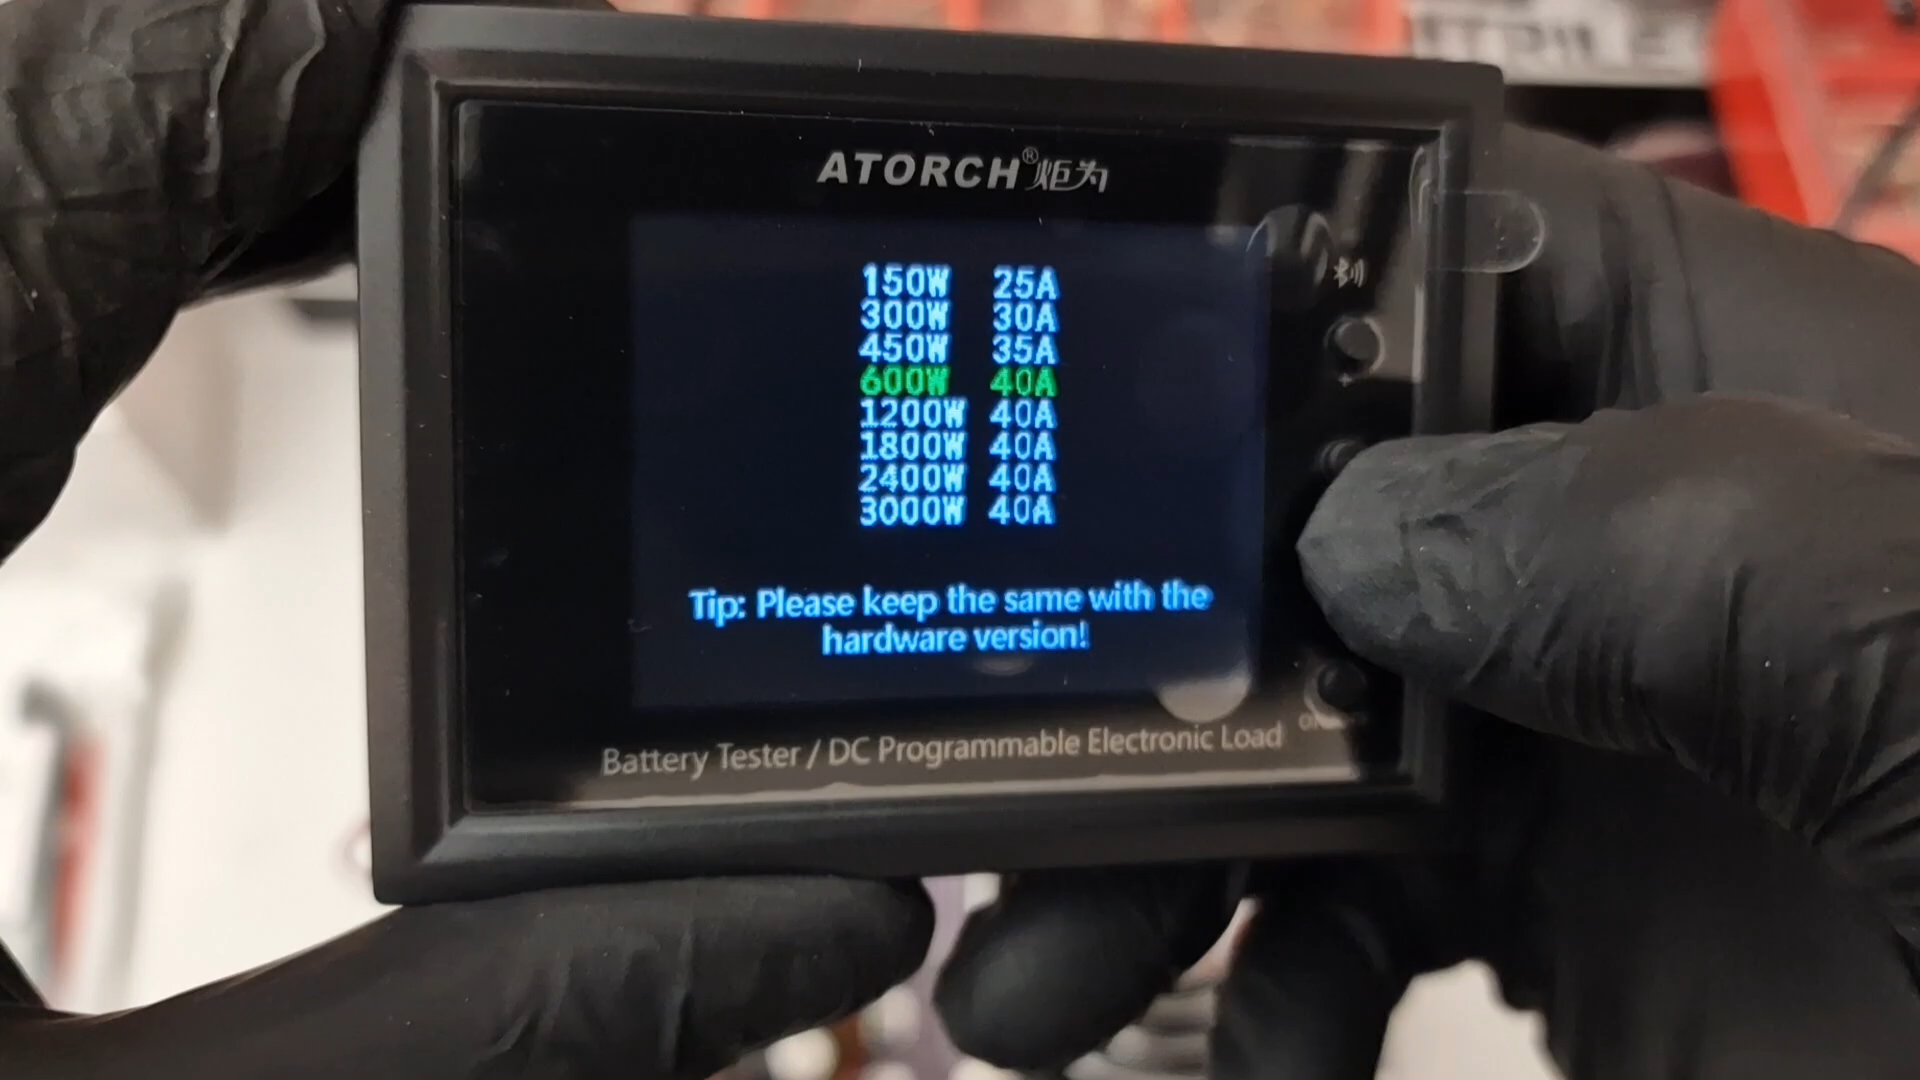 ATORCH® 炬为
150W 25A
300W 30A
450W 35A
600W 40A
1200W 40A
1800W 40A
2400W 40A
3000W 40A
Tip: Please keep the same with the
hardware version!
Battery Tester / DC Programmable Electronic Load